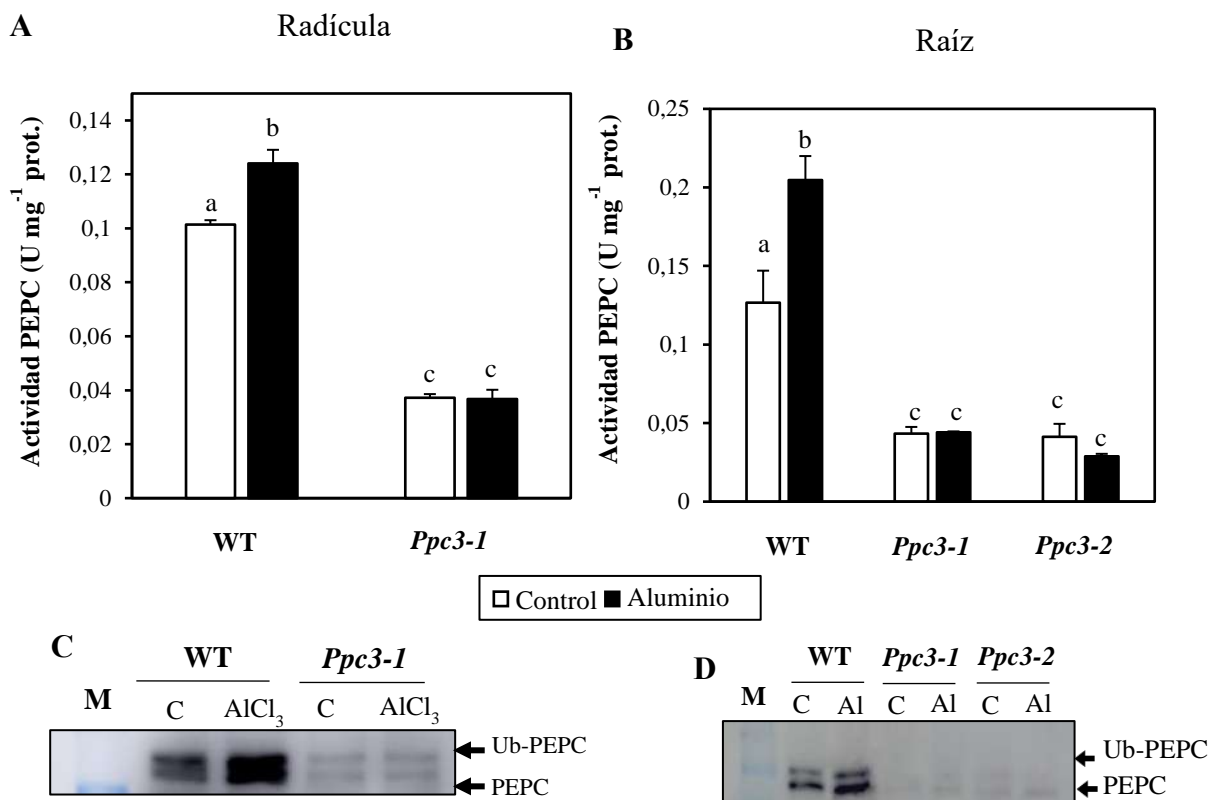 A
Radícula
Actividad PEPC (U mg⁻¹ prot.)
0,14
0,12
0,1
0,08
0,06
0,04
0,02
0
a
b
c
c
WT
Ppc3-1
B
Raíz
Actividad PEPC (U mg⁻¹ prot.)
0,25
0,2
0,15
0,1
0,05
0
a
b
c
c
c
c
WT
Ppc3-1
Ppc3-2
Control
Aluminio
C
WT
Ppc3-1
M
C
AlCl₃
C
AlCl₃
Ub-PEPC
PEPC
D
WT
Ppc3-1
Ppc3-2
M
C
Al
C
Al
C
Al
Ub-PEPC
PEPC